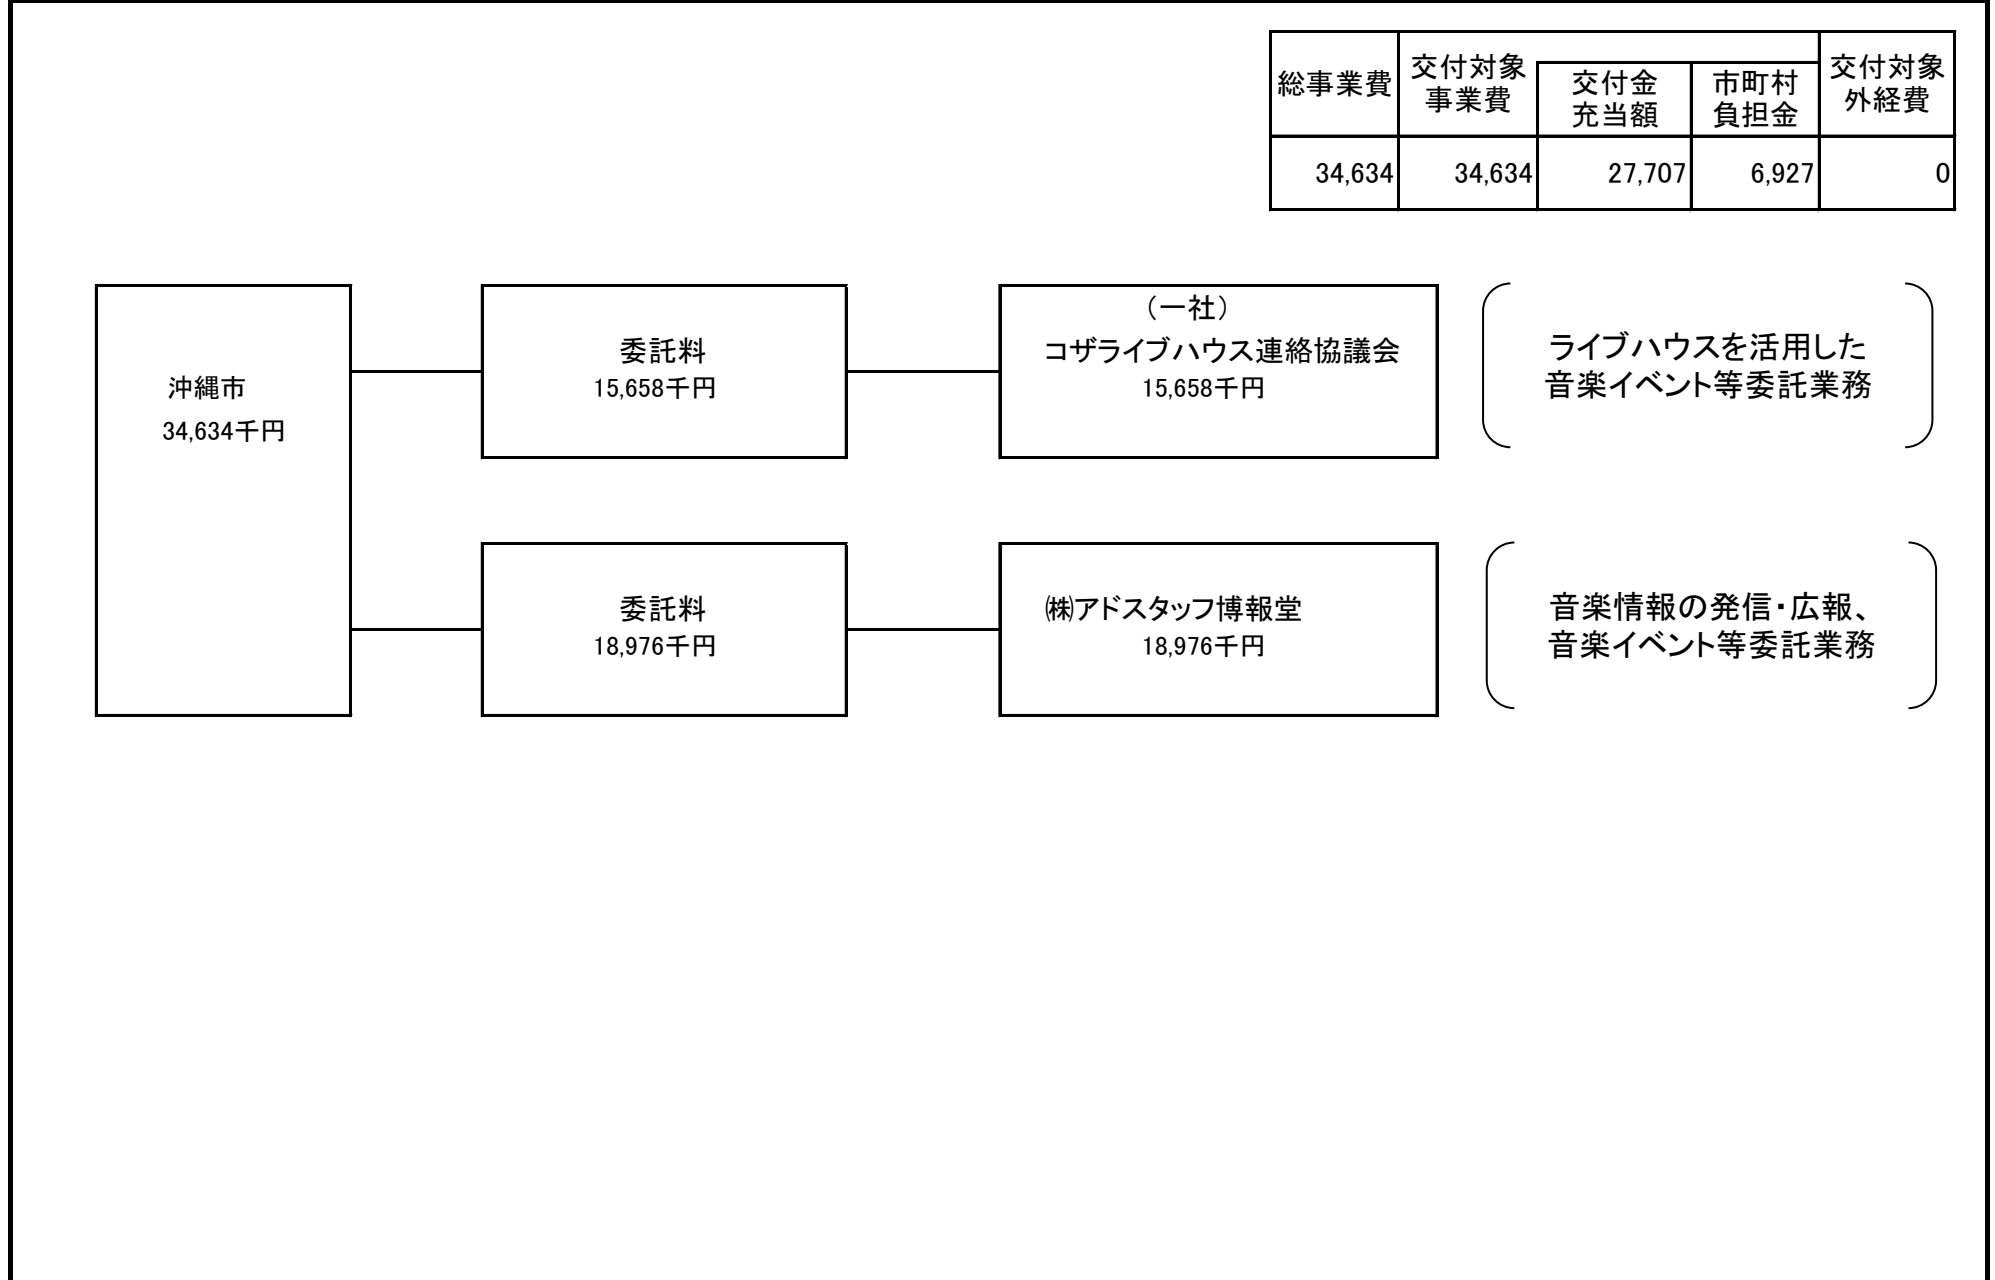 総事業費
交付対象
事業費
交付金
充当額
市町村
負担金
交付対象
外経費
34,634
34,634
27,707
6,927
0
沖縄市
34,634千円
委託料
15,658千円
（一社）
コザライブハウス連絡協議会
15,658千円
ライブハウスを活用した
音楽イベント等委託業務
委託料
18,976千円
㈱アドスタッフ博報堂
18,976千円
音楽情報の発信・広報、
音楽イベント等委託業務